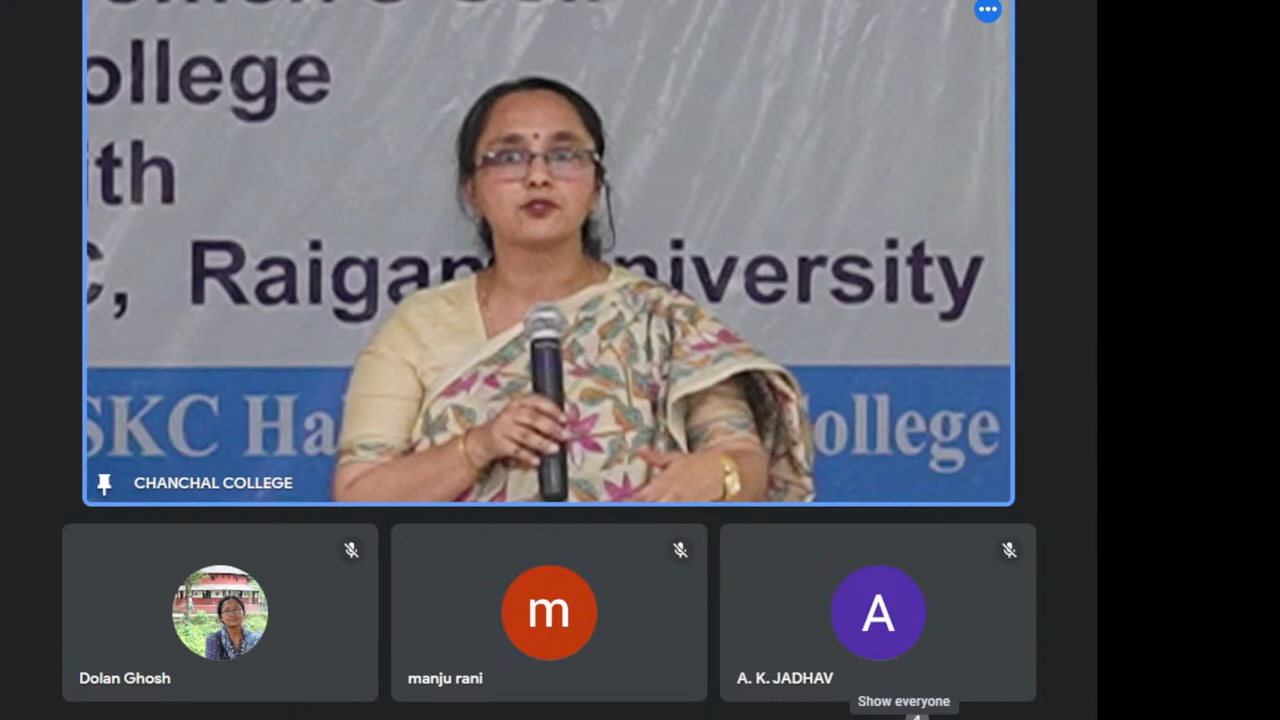 ollege
ith
C, Raigan niversity
SKC Ha ollege
CHANCHAL COLLEGE
m
A
Dolan Ghosh
manju rani
A. K. JADHAV
Show everyone